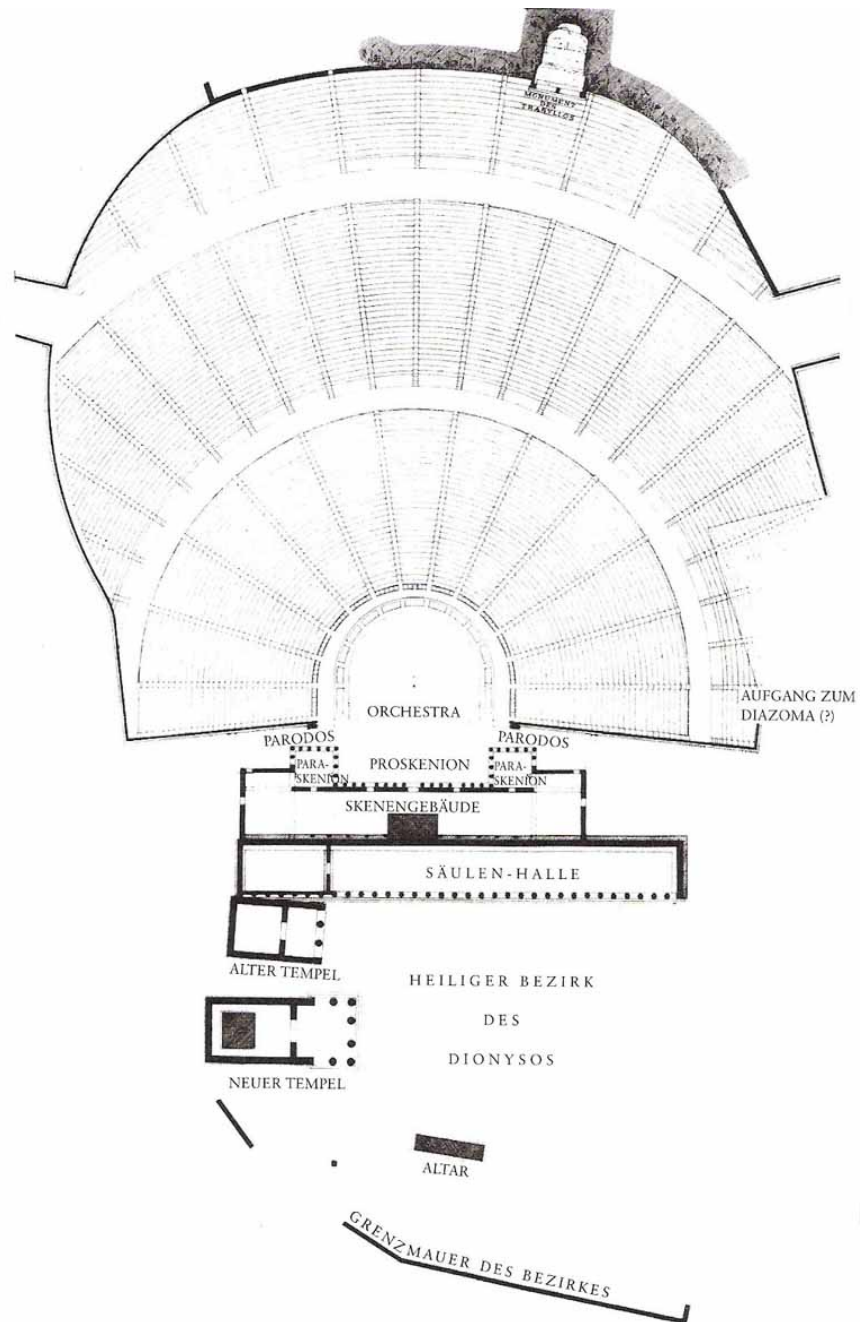 MONUMENT
DES
THRASYLLOS
ORCHESTRA
AUFGANG ZUM
DIAZOMA (?)
PARODOS
PARODOS
PARA-
SKENION
PROSKENION
PARA-
SKENION
SKENENGEBÄUDE
SÄULEN-HALLE
ALTER TEMPEL
HEILIGER BEZIRK
DES
DIONYSOS
NEUER TEMPEL
ALTAR
GRENZMAUER DES BEZIRKES